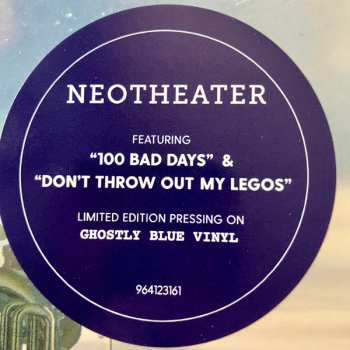 NEOTHEATER
FEATURING
“100 BAD DAYS” &
“DON’T THROW OUT MY LEGOS”
LIMITED EDITION PRESSING ON
GHOSTLY BLUE VINYL
964123161